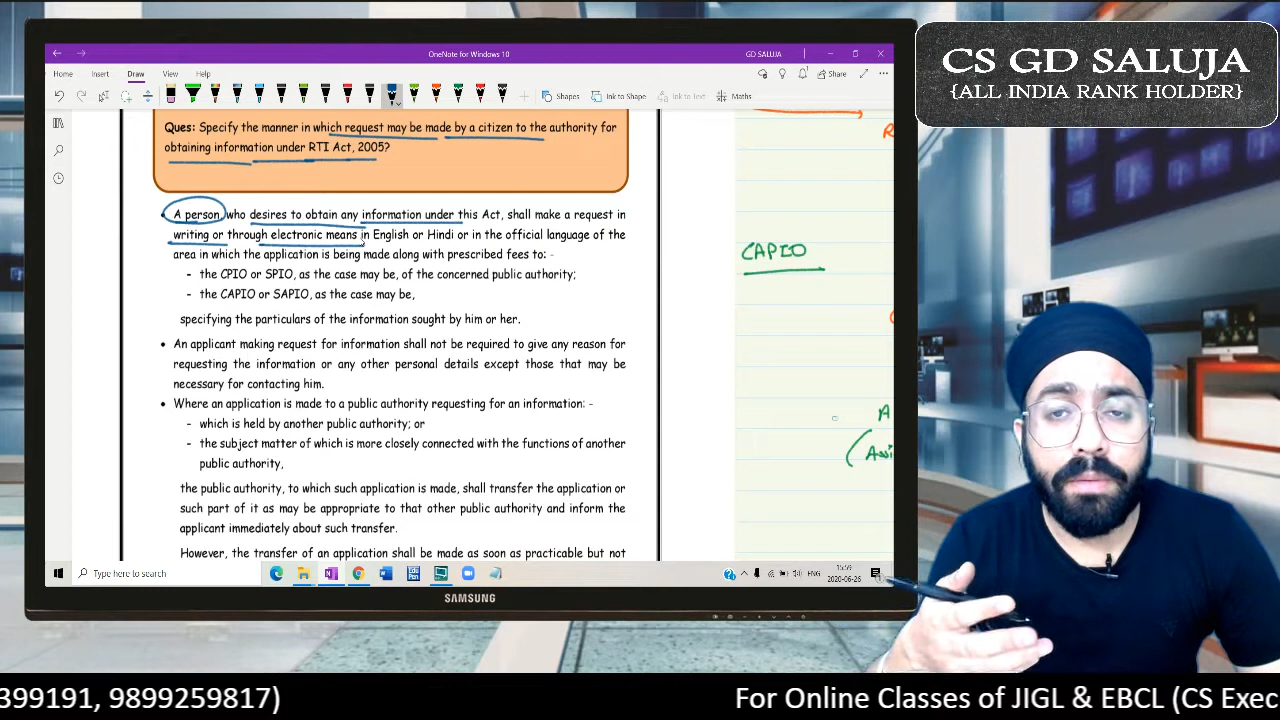 CS GD SALUJA
{ALL INDIA RANK HOLDER}
OneNote for Windows 10
GD SALUJA
Home Insert Draw View Help
Share
Shapes Ink to Shape Ink to Text Maths
Ques: Specify the manner in which request may be made by a citizen to the authority for
obtaining information under RTI Act, 2005?
• A person, who desires to obtain any information under this Act, shall make a request in
writing or through electronic means in English or Hindi or in the official language of the
area in which the application is being made along with prescribed fees to: -
- the CPIO or SPIO, as the case may be, of the concerned public authority;
- the CAPIO or SAPIO, as the case may be,
specifying the particulars of the information sought by him or her.
• An applicant making request for information shall not be required to give any reason for
requesting the information or any other personal details except those that may be
necessary for contacting him.
• Where an application is made to a public authority requesting for an information: -
- which is held by another public authority; or
- the subject matter of which is more closely connected with the functions of another
public authority,
the public authority, to which such application is made, shall transfer the application or
such part of it as may be appropriate to that other public authority and inform the
applicant immediately about such transfer.
However, the transfer of an application shall be made as soon as practicable but not
R
CAPIO
A
(Assi
Type here to search
ENG
15:59
2020-06-26
SAMSUNG
399191, 9899259817)
For Online Classes of JIGL & EBCL (CS Exec